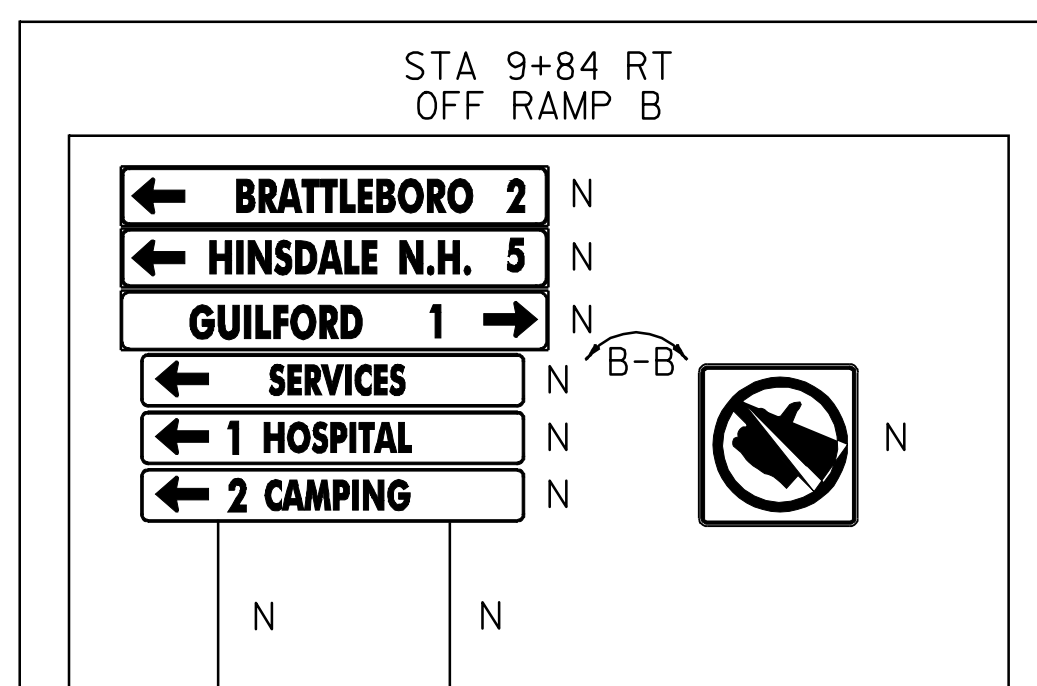 STA 9+84 RT
OFF RAMP B
← BRATTLEBORO 2 N
← HINSDALE N.H. 5 N
GUILFORD 1 → N
B-B
← SERVICES N
← 1 HOSPITAL N N
← 2 CAMPING N
N N